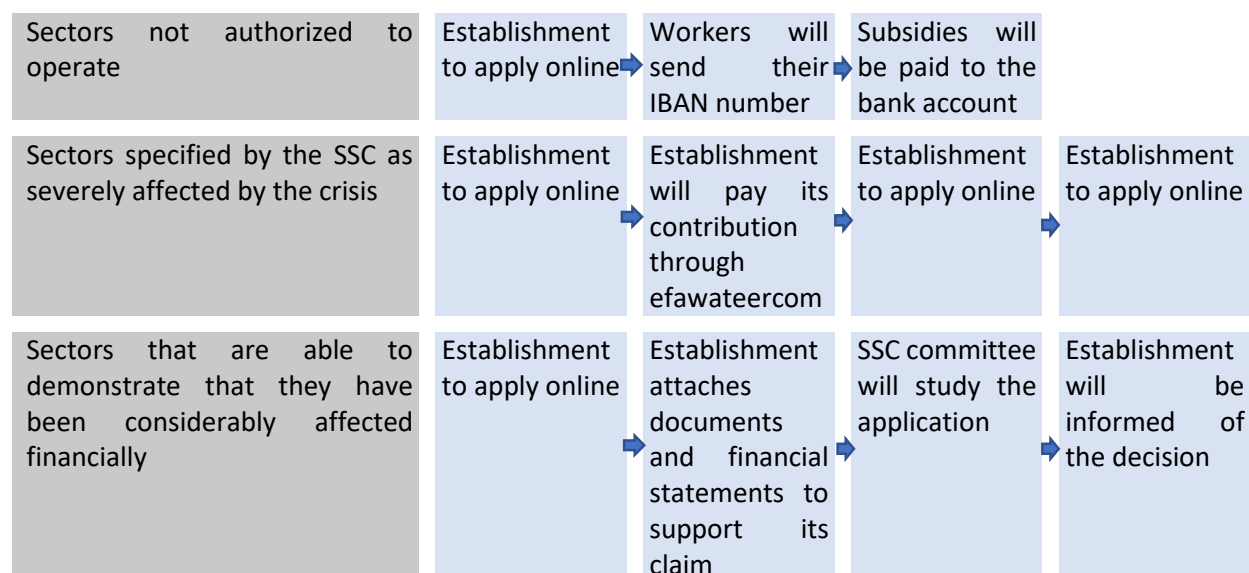 Sectors not authorized to
operate
Establishment
to apply online
Workers will
send their
IBAN number
Subsidies will
be paid to the
bank account
Sectors specified by the SSC as
severely affected by the crisis
Establishment
to apply online
Establishment
will pay its
contribution
through
efawateercom
Establishment
to apply online
Establishment
to apply online
Sectors that are able to
demonstrate that they have
been considerably affected
financially
Establishment
to apply online
Establishment
attaches
documents
and financial
statements to
support its
claim
SSC committee
will study the
application
Establishment
will be
informed of
the decision